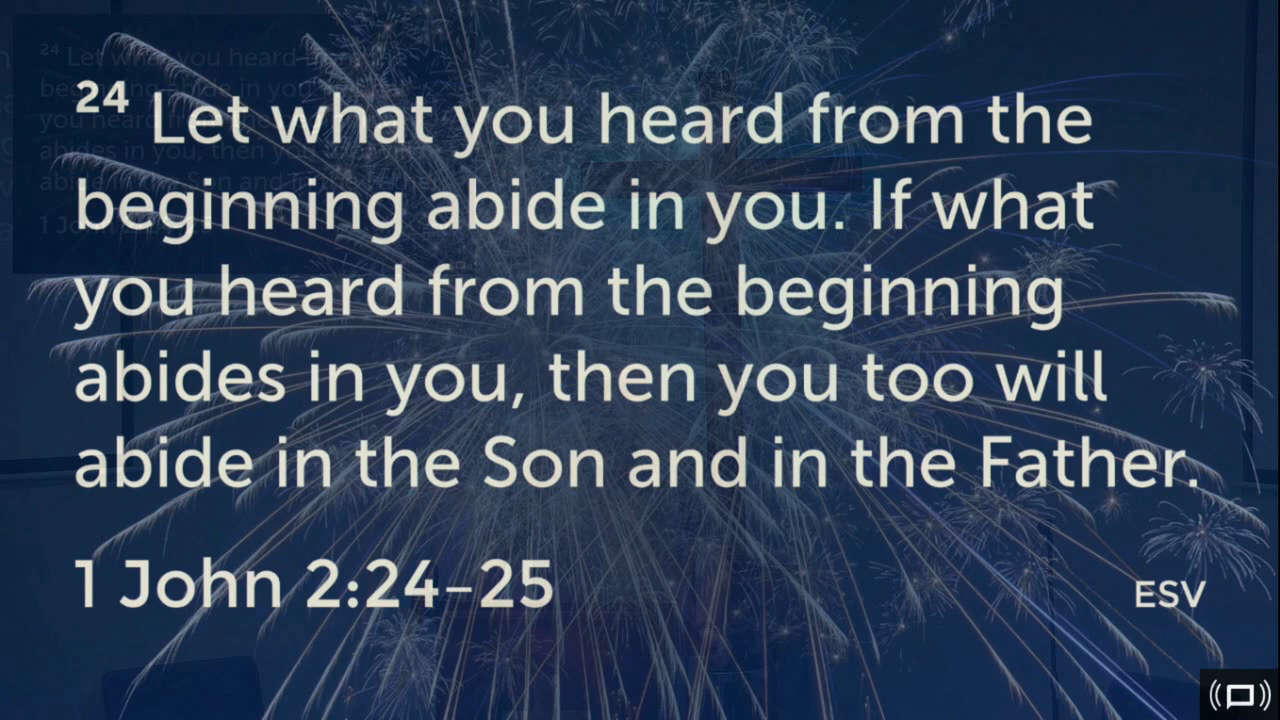 24 Let what you heard from the
beginning abide in you. If what
you heard from the beginning
abides in you, then you too will
abide in the Son and in the Father.
1 John 2:24–25
ESV